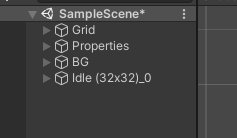 SampleScene*
Grid
Properties
BG
Idle (32x32)_0